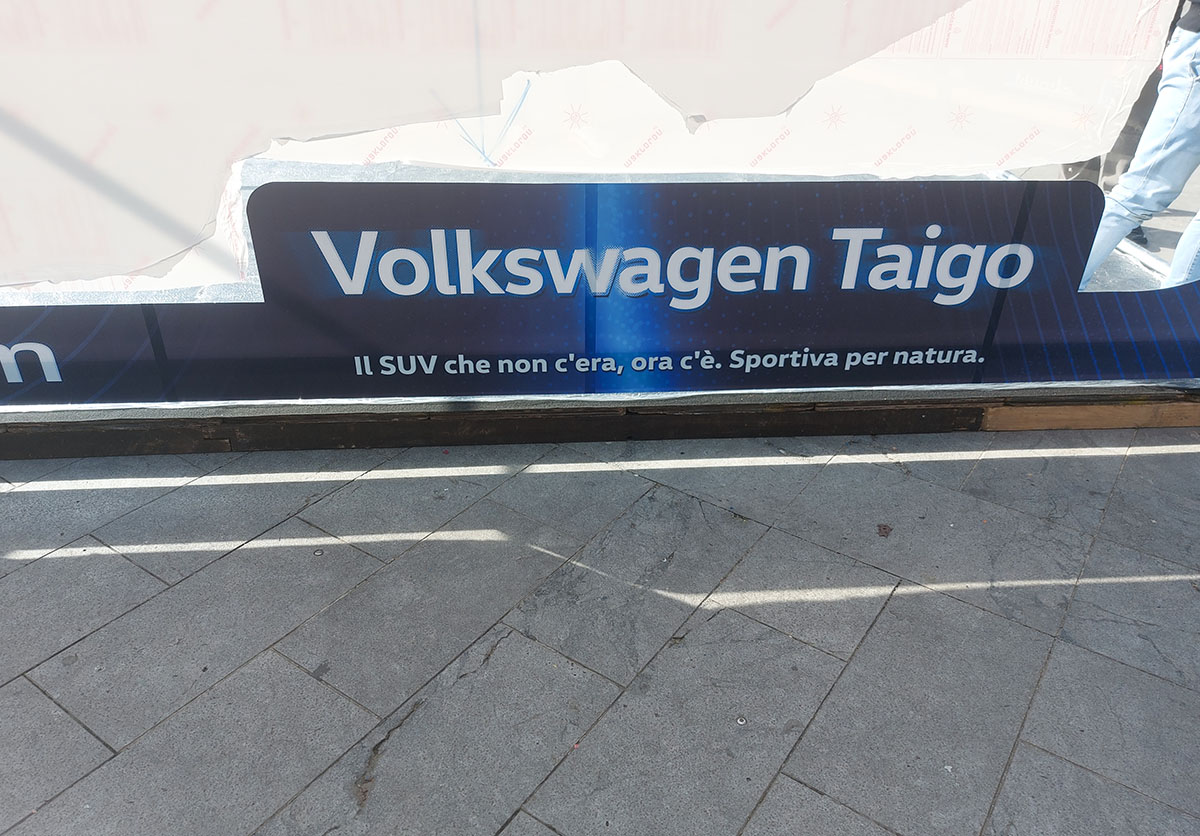 Volkswagen Taigo
m
Il SUV che non c'era, ora c'è. Sportiva per natura.